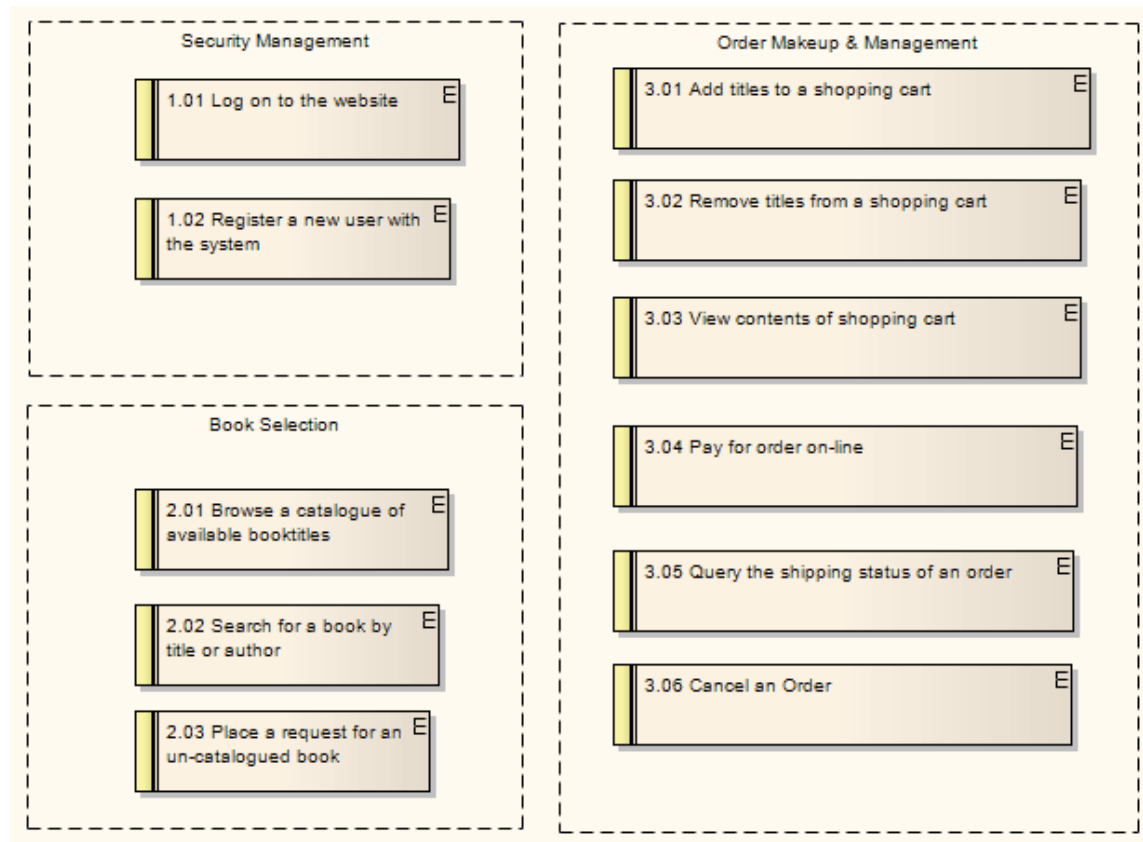 Security Management
1.01 Log on to the website
E
1.02 Register a new user with
the system
E
Book Selection
2.01 Browse a catalogue of
available booktitles
E
2.02 Search for a book by
title or author
E
2.03 Place a request for an
un-catalogued book
E
Order Makeup & Management
3.01 Add titles to a shopping cart
E
3.02 Remove titles from a shopping cart
E
3.03 View contents of shopping cart
E
3.04 Pay for order on-line
E
3.05 Query the shipping status of an order
E
3.06 Cancel an Order
E